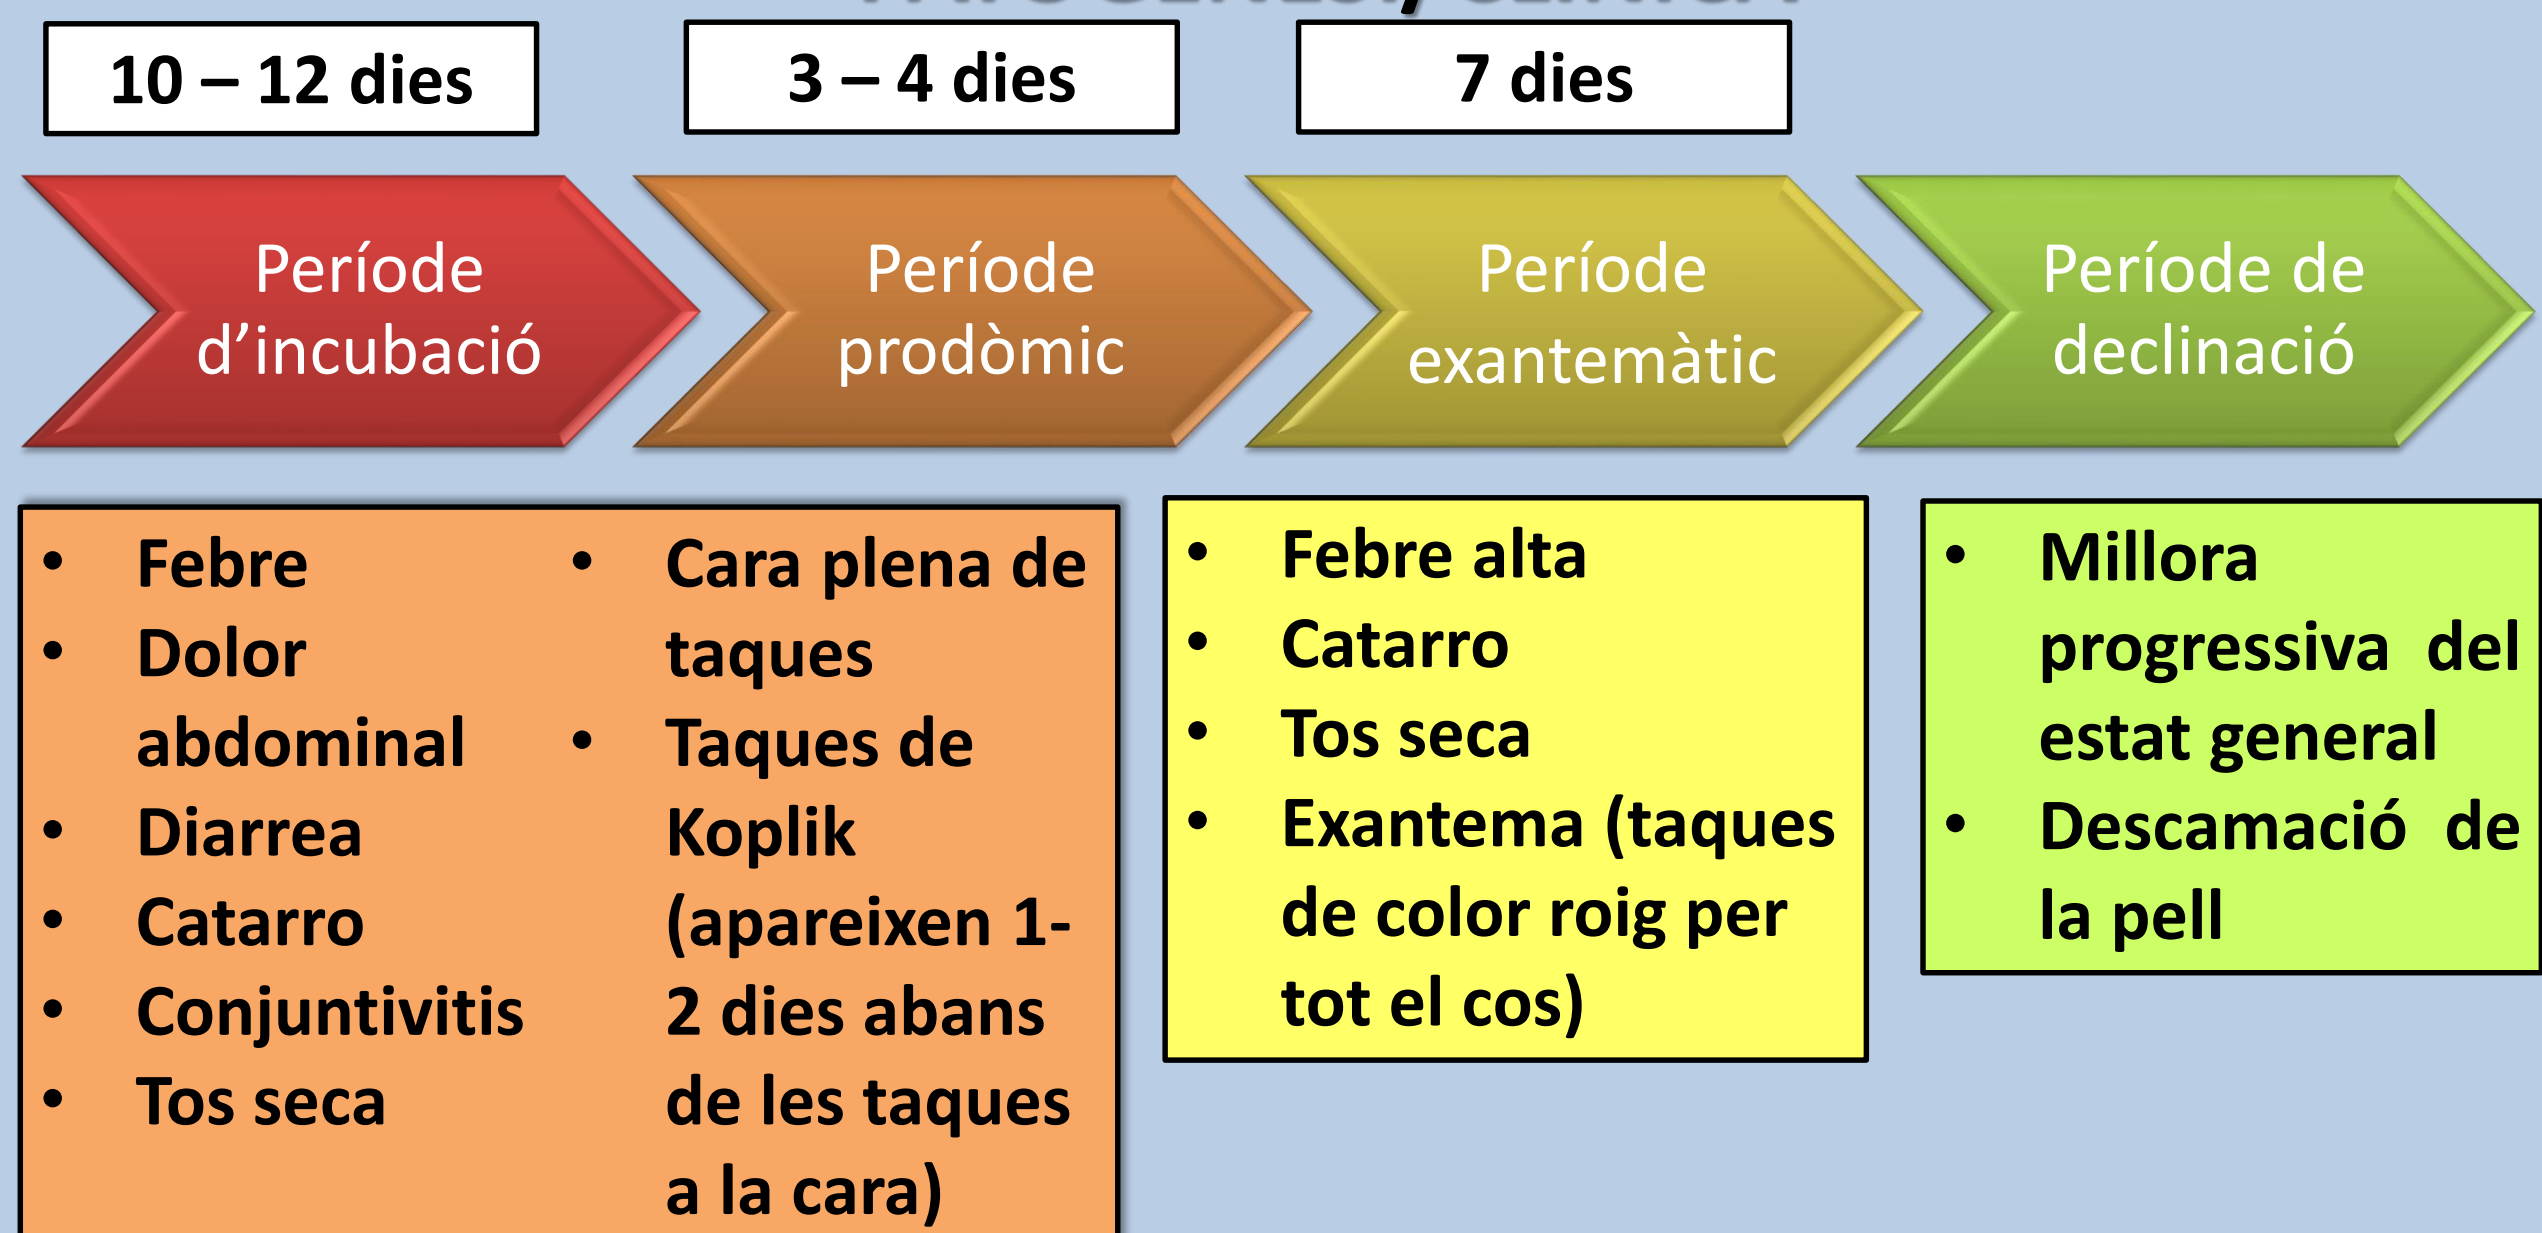 10 – 12 dies
3 – 4 dies
7 dies
Període
d’incubació
Període
prodòmic
Període
exantemàtic
Període de
declinació
• Febre
• Dolor
abdominal
• Diarrea
• Catarro
• Conjuntivitis
• Tos seca
• Cara plena de
taques
• Taques de
Koplik
(apareixen 1-
2 dies abans
de les taques
a la cara)
• Febre alta
• Catarro
• Tos seca
• Exantema (taques
de color roig per
tot el cos)
• Millora
progressiva del
estat general
• Descamació de
la pell